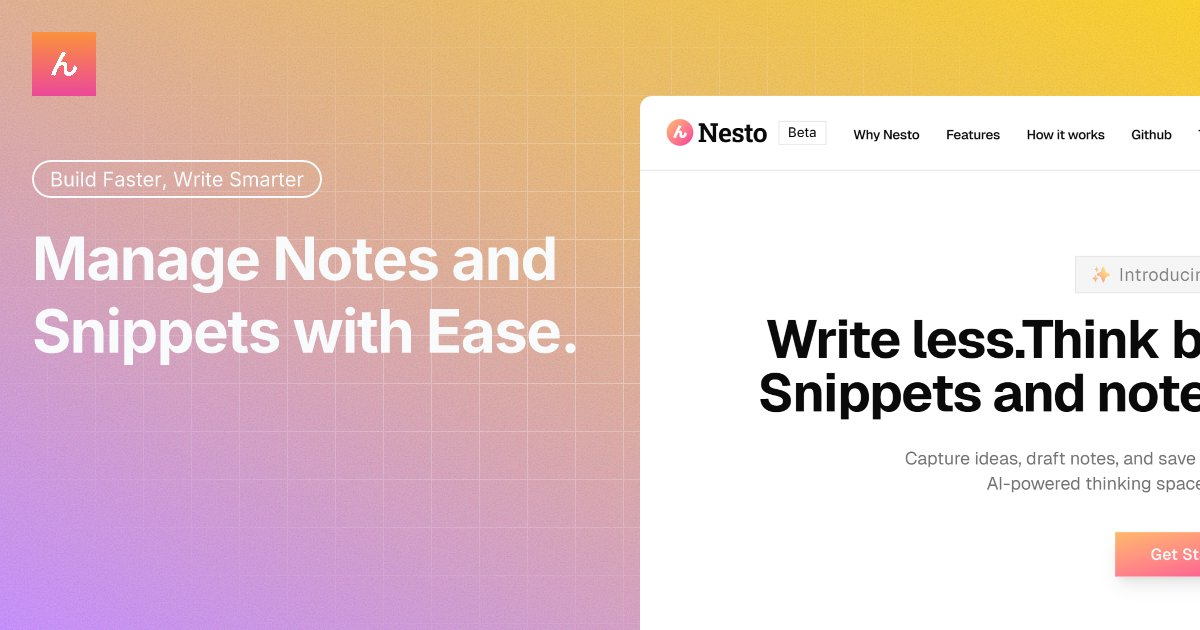 Build Faster, Write Smarter
Manage Notes and
Snippets with Ease.
Nesto Beta Why Nesto Features How it works Github
✨
Write less.Think
Snippets and
Capture ideas, draft notes, and save
AI-powered thinking
Get